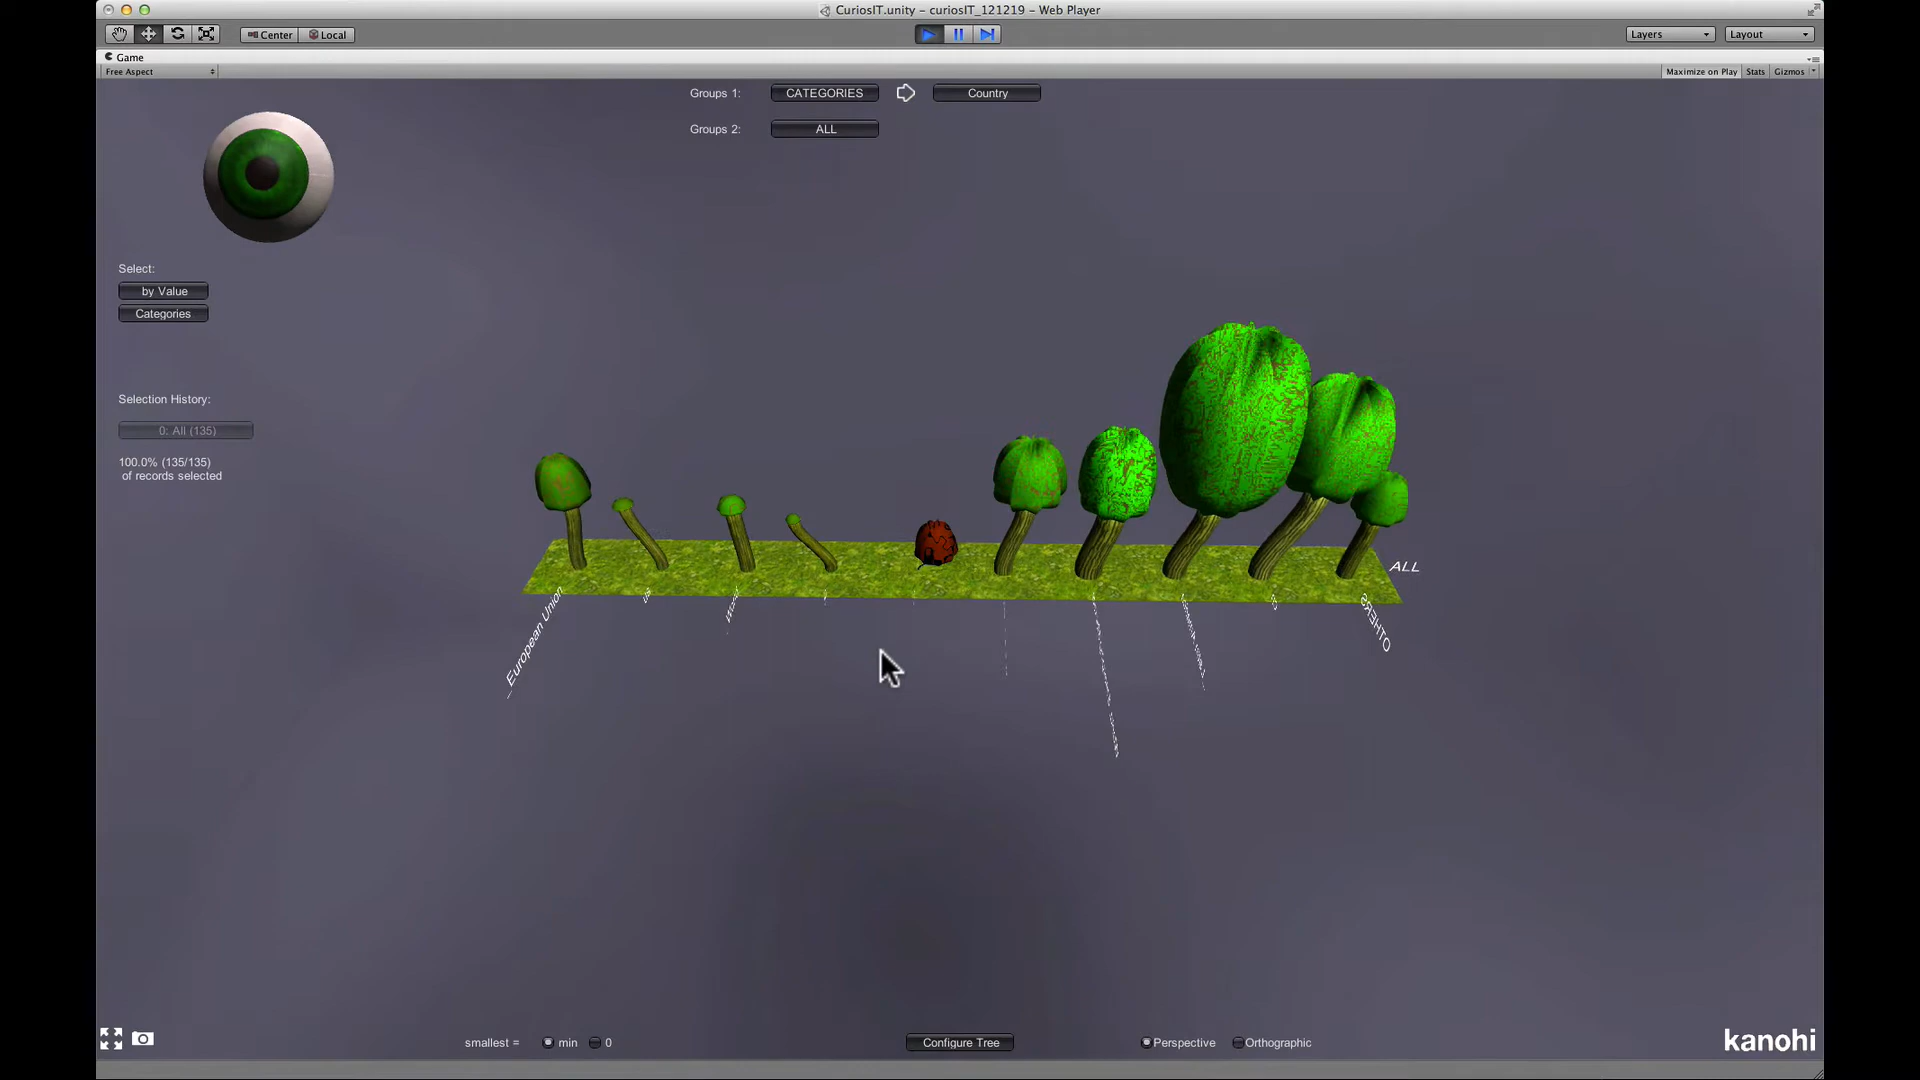 CuriosIT.unity – curiosIT_121219 – Web Player
Center
Local
Layers
Layout
Game
Free Aspect
Maximize on Play
Stats
Gizmos
Groups 1:
CATEGORIES
Country
Groups 2:
ALL
Select:
by Value
Categories
Selection History:
0: All (135)
100.0% (135/135)
of records selected
ALL
European Union
OTHERS
smallest =
min
0
Configure Tree
Perspective
Orthographic
kanohi